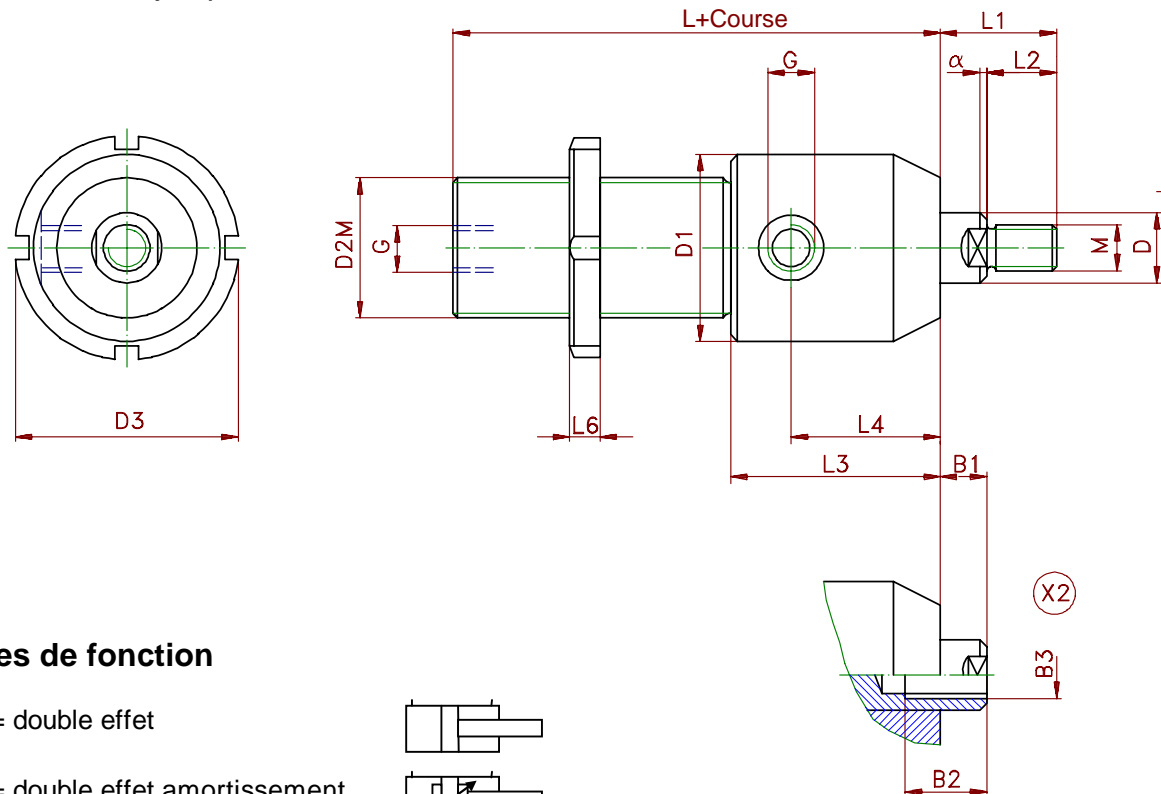 L+Course
L1
G
α
L2
D2M
G
D1
M
D
D3
L6
L4
L3
B1
X2
B3
B2
es de fonction
= double effet
= double effet amortissement